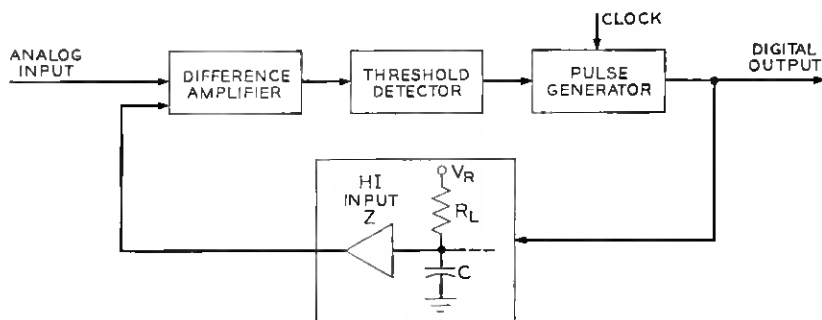 CLOCK
ANALOG
INPUT
DIFFERENCE
AMPLIFIER
THRESHOLD
DETECTOR
PULSE
GENERATOR
DIGITAL
OUTPUT
HI
INPUT
Z
VR
RL
C